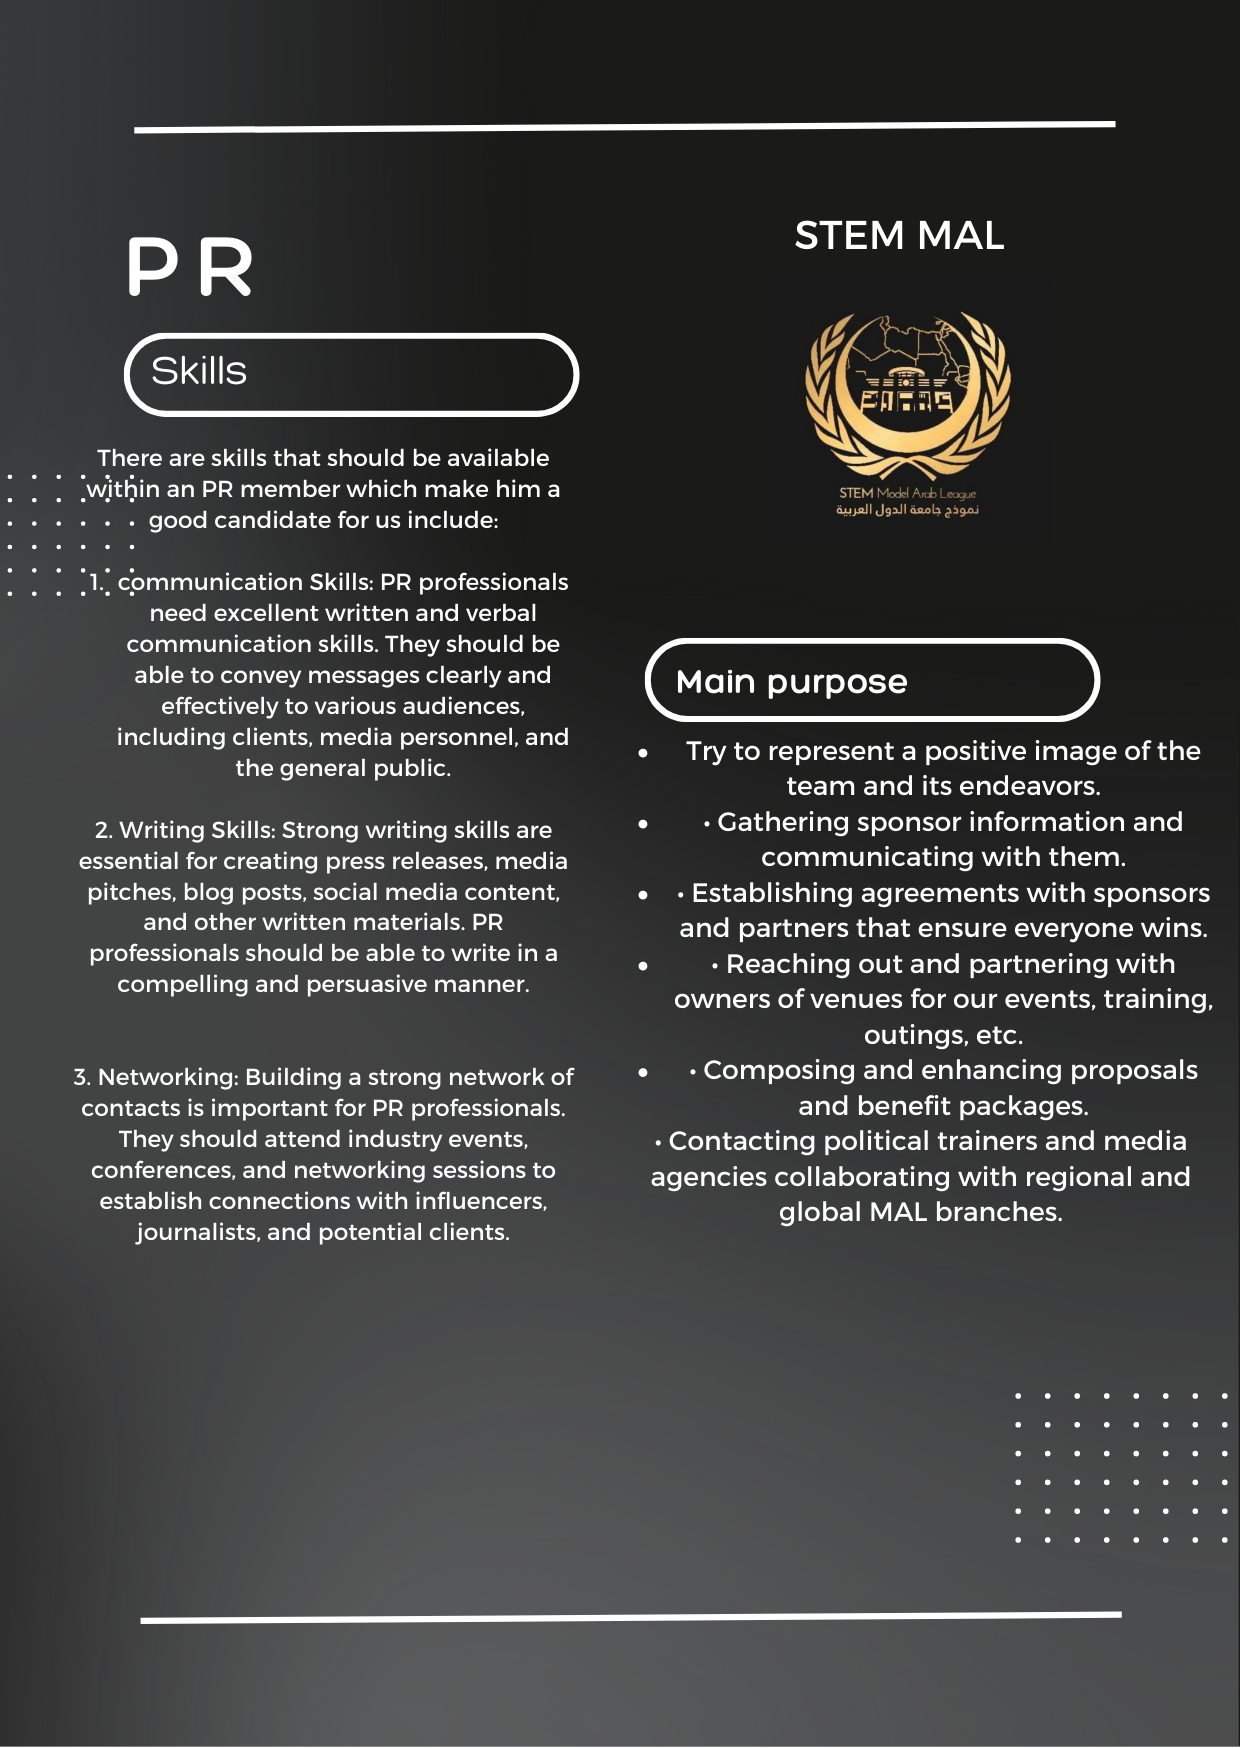 PR
Skills
There are skills that should be available
within an PR member which make him a
good candidate for us include:
1. communication Skills: PR professionals
need excellent written and verbal
communication skills. They should be
able to convey messages clearly and
effectively to various audiences,
including clients, media personnel, and
the general public.
2. Writing Skills: Strong writing skills are
essential for creating press releases, media
pitches, blog posts, social media content,
and other written materials. PR
professionals should be able to write in a
compelling and persuasive manner.
3. Networking: Building a strong network of
contacts is important for PR professionals.
They should attend industry events,
conferences, and networking sessions to
establish connections with influencers,
journalists, and potential clients.
STEM MAL
STEM Model Arab League
نموذج جامعة الدول العربية
Main purpose
• Try to represent a positive image of the
team and its endeavors.
• • Gathering sponsor information and
communicating with them.
• • Establishing agreements with sponsors
and partners that ensure everyone wins.
• • Reaching out and partnering with
owners of venues for our events, training,
outings, etc.
• • Composing and enhancing proposals
and benefit packages.
• Contacting political trainers and media
agencies collaborating with regional and
global MAL branches.